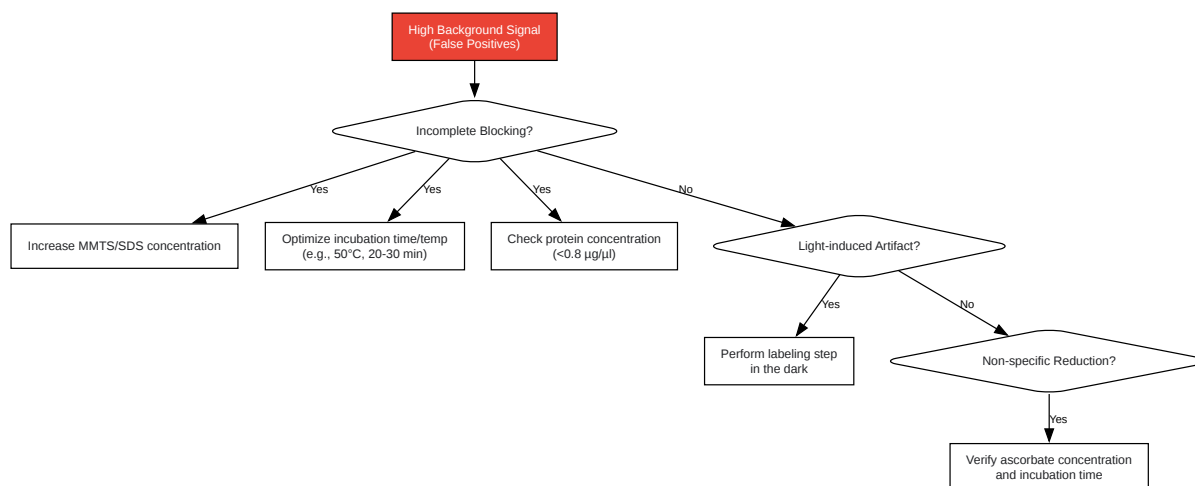 High Background Signal
(False Positives)
Incomplete Blocking?
Yes
Yes
Yes
No
Increase MMTS/SDS concentration
Optimize incubation time/temp
(e.g., 50°C, 20-30 min)
Check protein concentration
(<0.8 µg/µl)
Light-induced Artifact?
Yes
No
Perform labeling step
in the dark
Non-specific Reduction?
Yes
Verify ascorbate concentration
and incubation time